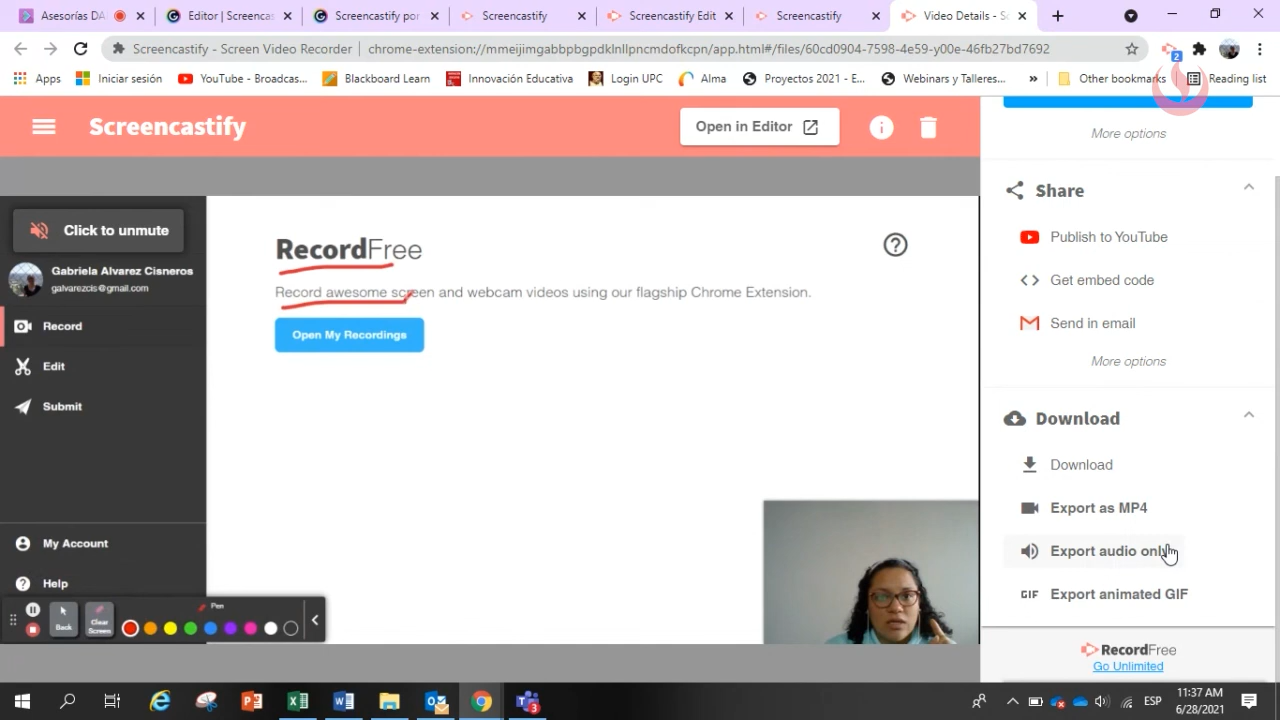 Asesorías DA
Editor | Screencas
Screencastify por
Screencastify
Screencastify Edit
Screencastify
Video Details - S
Screencastify - Screen Video Recorder
chrome-extension://mmeijimgabbpbgpdklnllpncmdofkcpn/app.html#/files/60cd0904-7598-4e59-y00e-46fb27bd7692
2
Apps
Iniciar sesión
YouTube - Broadcas...
Blackboard Learn
Innovación Educativa
Login UPC
Alma
Proyectos 2021 - E...
Webinars y Talleres...
»
Other bookmarks
Reading list
Screencastify
Open in Editor
Click to unmute
Gabriela Alvarez Cisneros
galvarezcis@gmail.com
Record
Edit
Submit
My Account
Help
RecordFree
Record awesome screen and webcam videos using our flagship Chrome Extension.
Open My Recordings
Pen
Back
Clear
Screen
More options
Share
Publish to YouTube
Get embed code
Send in email
More options
Download
Download
Export as MP4
Export audio only
GIF Export animated GIF
RecordFree
Go Unlimited
ESP
11:37 AM
6/28/2021